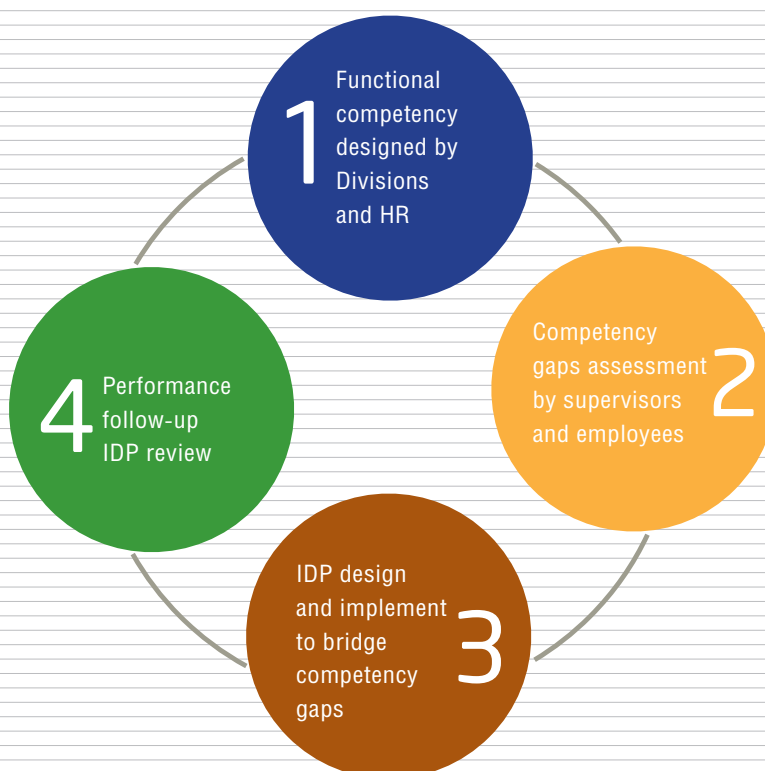 1
Functional
competency
designed by
Divisions
and HR
2
Competency
gaps assessment
by supervisors
and employees
3
IDP design
and implement
to bridge
competency
gaps
4
Performance
follow-up
IDP review